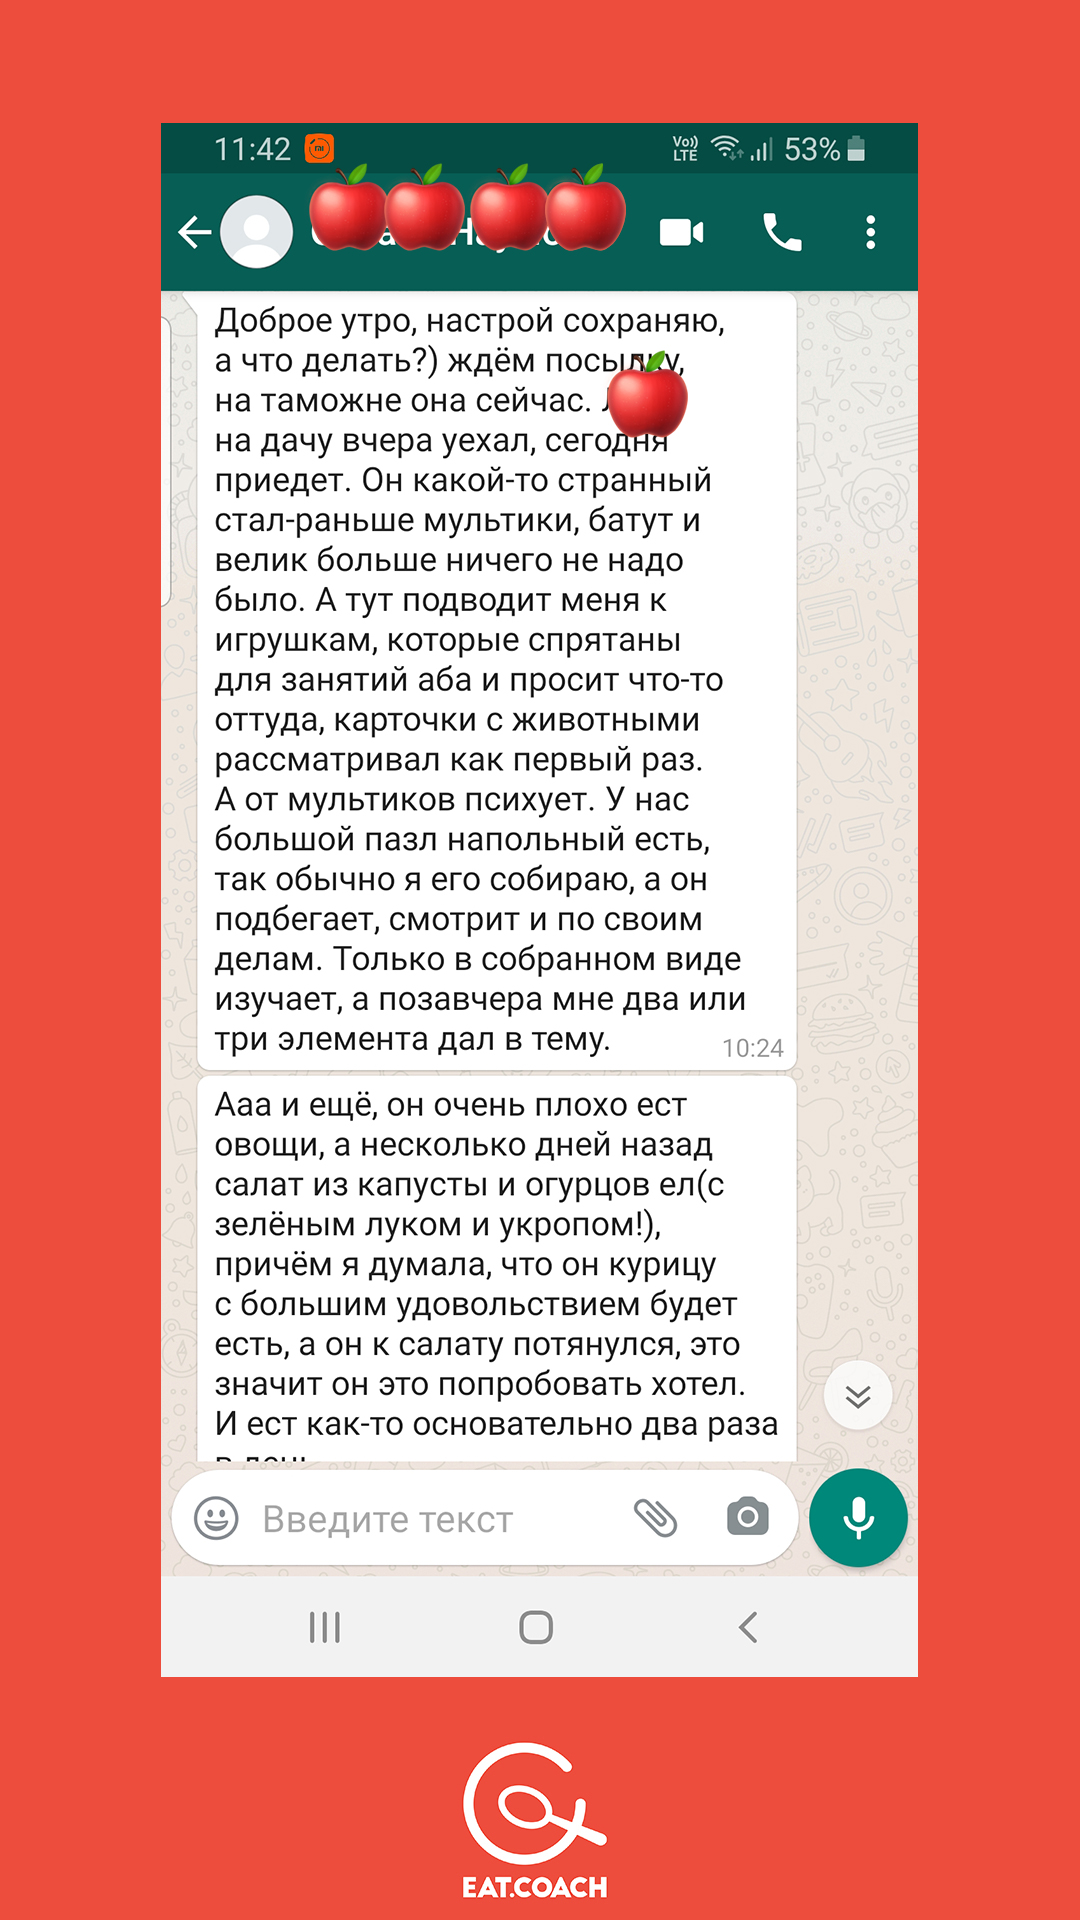 11:42
Vo))
LTE
53%
Доброе утро, настрой сохраняю,
а что делать?) ждём посылку,
на таможне она сейчас.
на дачу вчера уехал, сегодня
приедет. Он какой-то странный
стал-раньше мультики, батут и
велик больше ничего не надо
было. А тут подводит меня к
игрушкам, которые спрятаны
для занятий аба и просит что-то
оттуда, карточки с животными
рассматривал как первый раз.
А от мультиков психует. У нас
большой пазл напольный есть,
так обычно я его собираю, а он
подбегает, смотрит и по своим
делам. Только в собранном виде
изучает, а позавчера мне два или
три элемента дал в тему.
10:24
Ааа и ещё, он очень плохо ест
овощи, а несколько дней назад
салат из капусты и огурцов ел(с
зелёным луком и укропом!),
причём я думала, что он курицу
с большим удовольствием будет
есть, а он к салату потянулся, это
значит он это попробовать хотел.
И ест как-то основательно два раза
в день
Введите текст
EAT.COACH